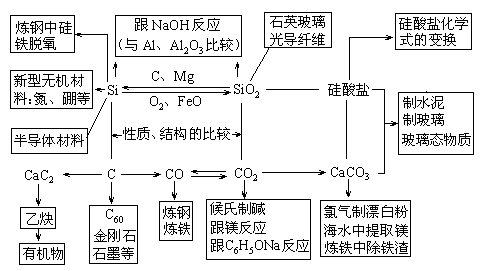 炼钢中硅
铁脱氧
跟NaOH反应
(与Al、Al₂O₃比较)
石英玻璃
光导纤维
硅酸盐化学
式的变换
新型无机材
料:氮、硼等
Si
C、Mg
O₂、FeO
SiO₂
硅酸盐
半导体材料
性质、结构的比较
制水泥
制玻璃
玻璃态物质
CaC₂
C
CO
CO₂
CaCO₃
乙炔
有机物
C₆₀
金刚石
石墨等
炼钢
炼铁
侯氏制碱
跟镁反应
跟C₆H₅ONa反应
氯气制漂白粉
海水中提取镁
炼铁中除铁渣